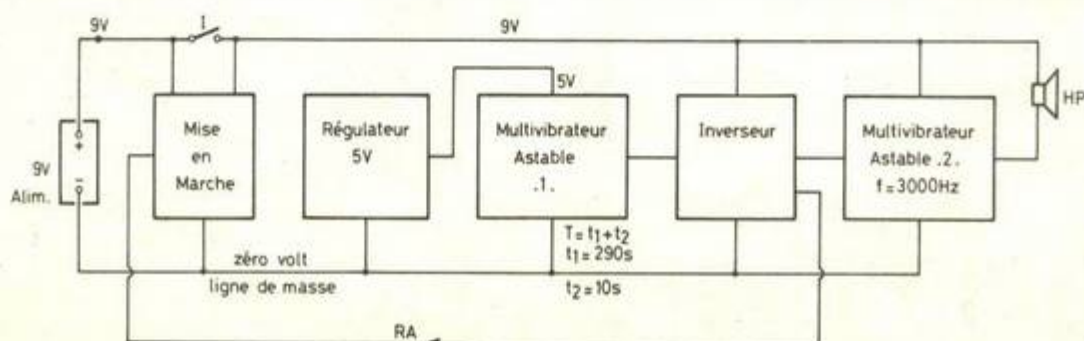 9V
I
9V
HP
9V
Alim.
+
-
Mise
en
Marche
Régulateur
5V
5V
Multivibrateur
Astable
.1.
Inverseur
Multivibrateur
Astable .2.
f=3000Hz
T=t1+t2
t1=290s
t2=10s
zéro volt
ligne de masse
RA